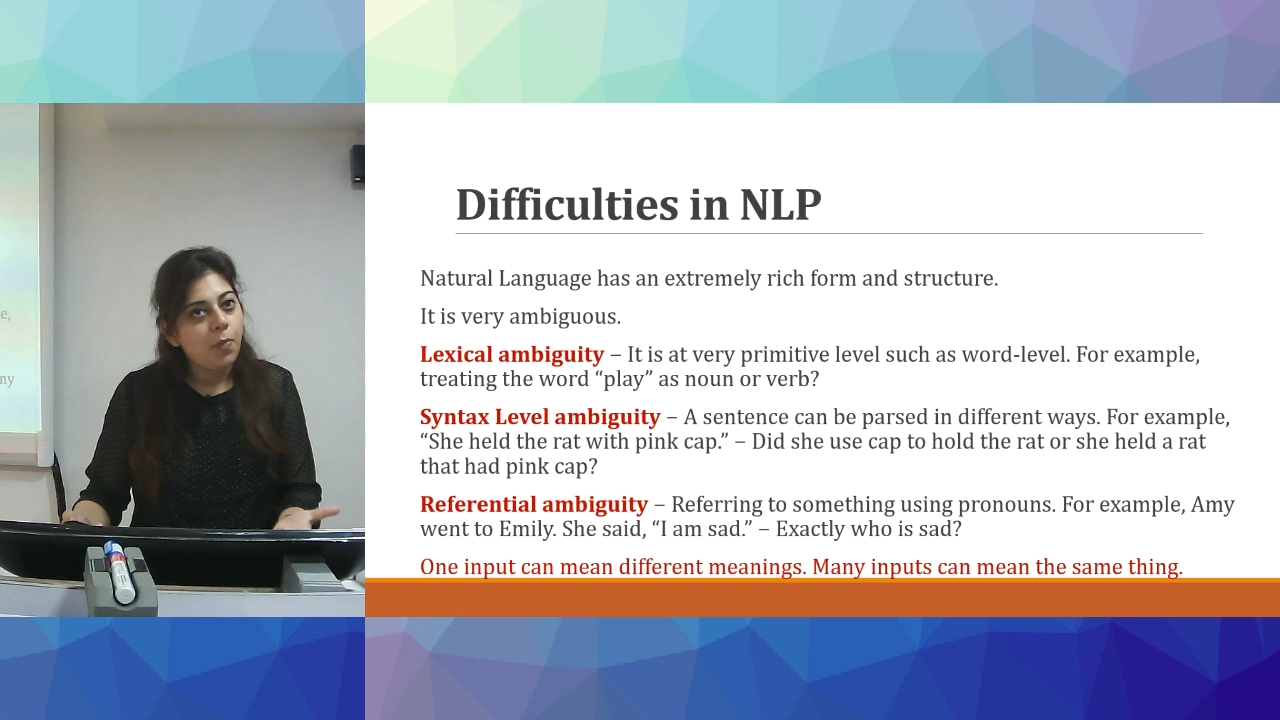 Difficulties in NLP
Natural Language has an extremely rich form and structure.
It is very ambiguous.
Lexical ambiguity – It is at very primitive level such as word-level. For example,
treating the word “play” as noun or verb?
Syntax Level ambiguity – A sentence can be parsed in different ways. For example,
“She held the rat with pink cap.” – Did she use cap to hold the rat or she held a rat
that had pink cap?
Referential ambiguity – Referring to something using pronouns. For example, Amy
went to Emily. She said, “I am sad.” – Exactly who is sad?
One input can mean different meanings. Many inputs can mean the same thing.